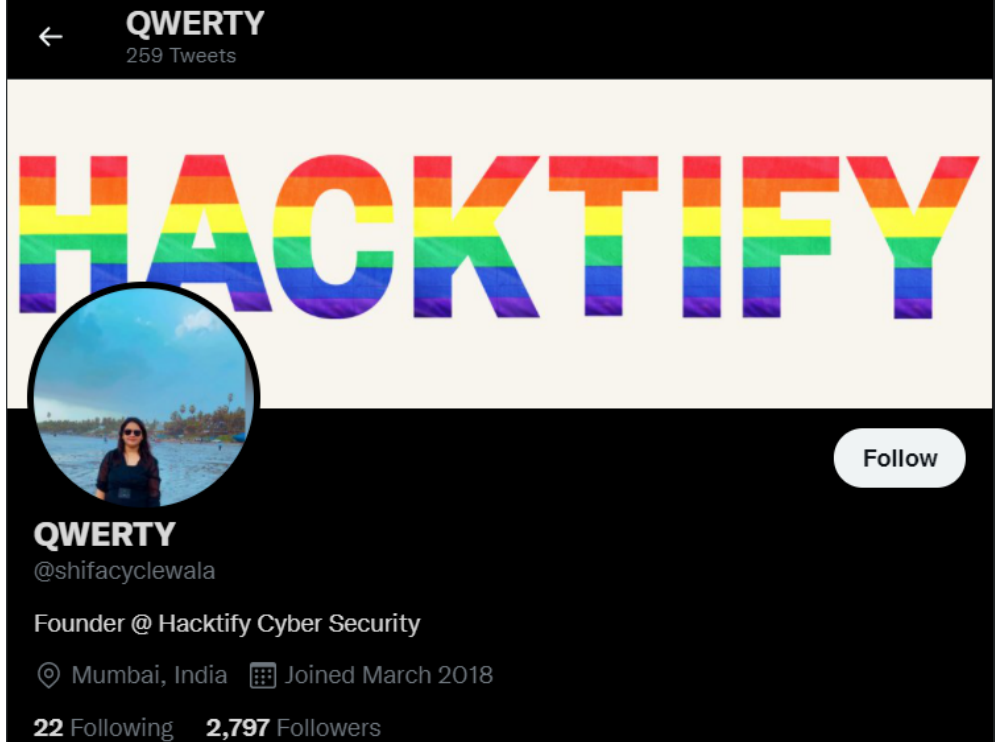 QWERTY
259 Tweets
HACKTIFY
Follow
QWERTY
@shifacyclewala
Founder @ Hacktify Cyber Security
Mumbai, India Joined March 2018
22 Following 2,797 Followers